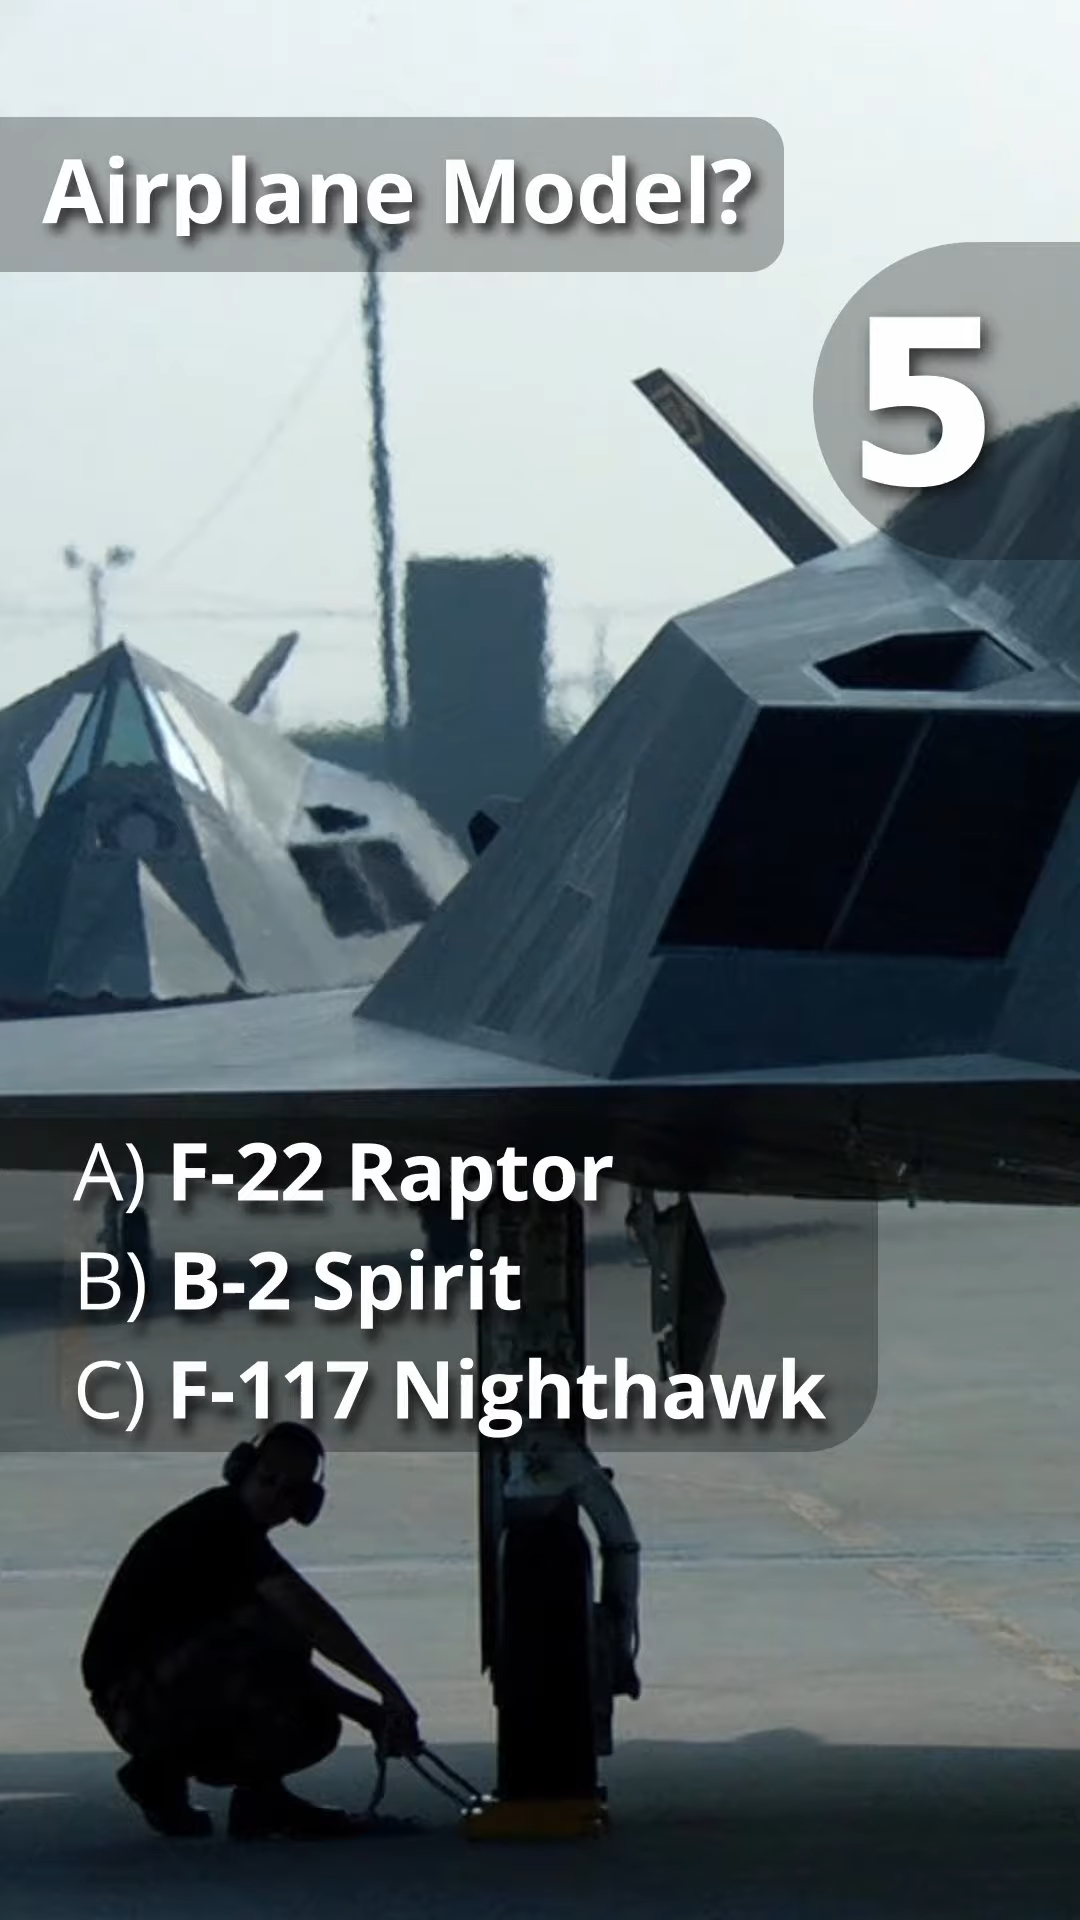 Airplane Model?
5
A) F-22 Raptor
B) B-2 Spirit
C) F-117 Nighthawk